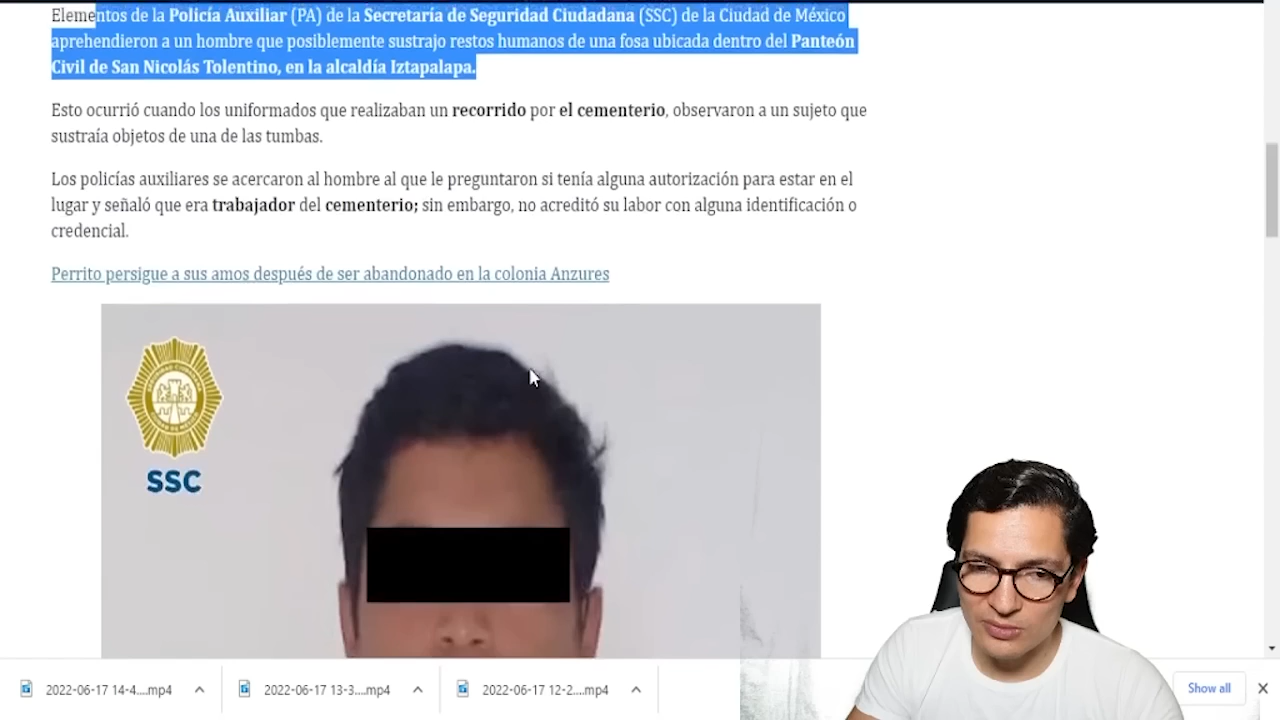 Elementos de la Policía Auxiliar (PA) de la Secretaría de Seguridad Ciudadana (SSC) de la Ciudad de México
aprehendieron a un hombre que posiblemente sustrajo restos humanos de una fosa ubicada dentro del Panteón
Civil de San Nicolás Tolentino, en la alcaldía Iztapalapa.
Esto ocurrió cuando los uniformados que realizaban un recorrido por el cementerio, observaron a un sujeto que
sustraía objetos de una de las tumbas.
Los policías auxiliares se acercaron al hombre al que le preguntaron si tenía alguna autorización para estar en el
lugar y señaló que era trabajador del cementerio; sin embargo, no acreditó su labor con alguna identificación o
credencial.
Perrito persigue a sus amos después de ser abandonado en la colonia Anzures
SSC
2022-06-17 14-4....mp4
2022-06-17 13-3....mp4
2022-06-17 12-2....mp4
Show all